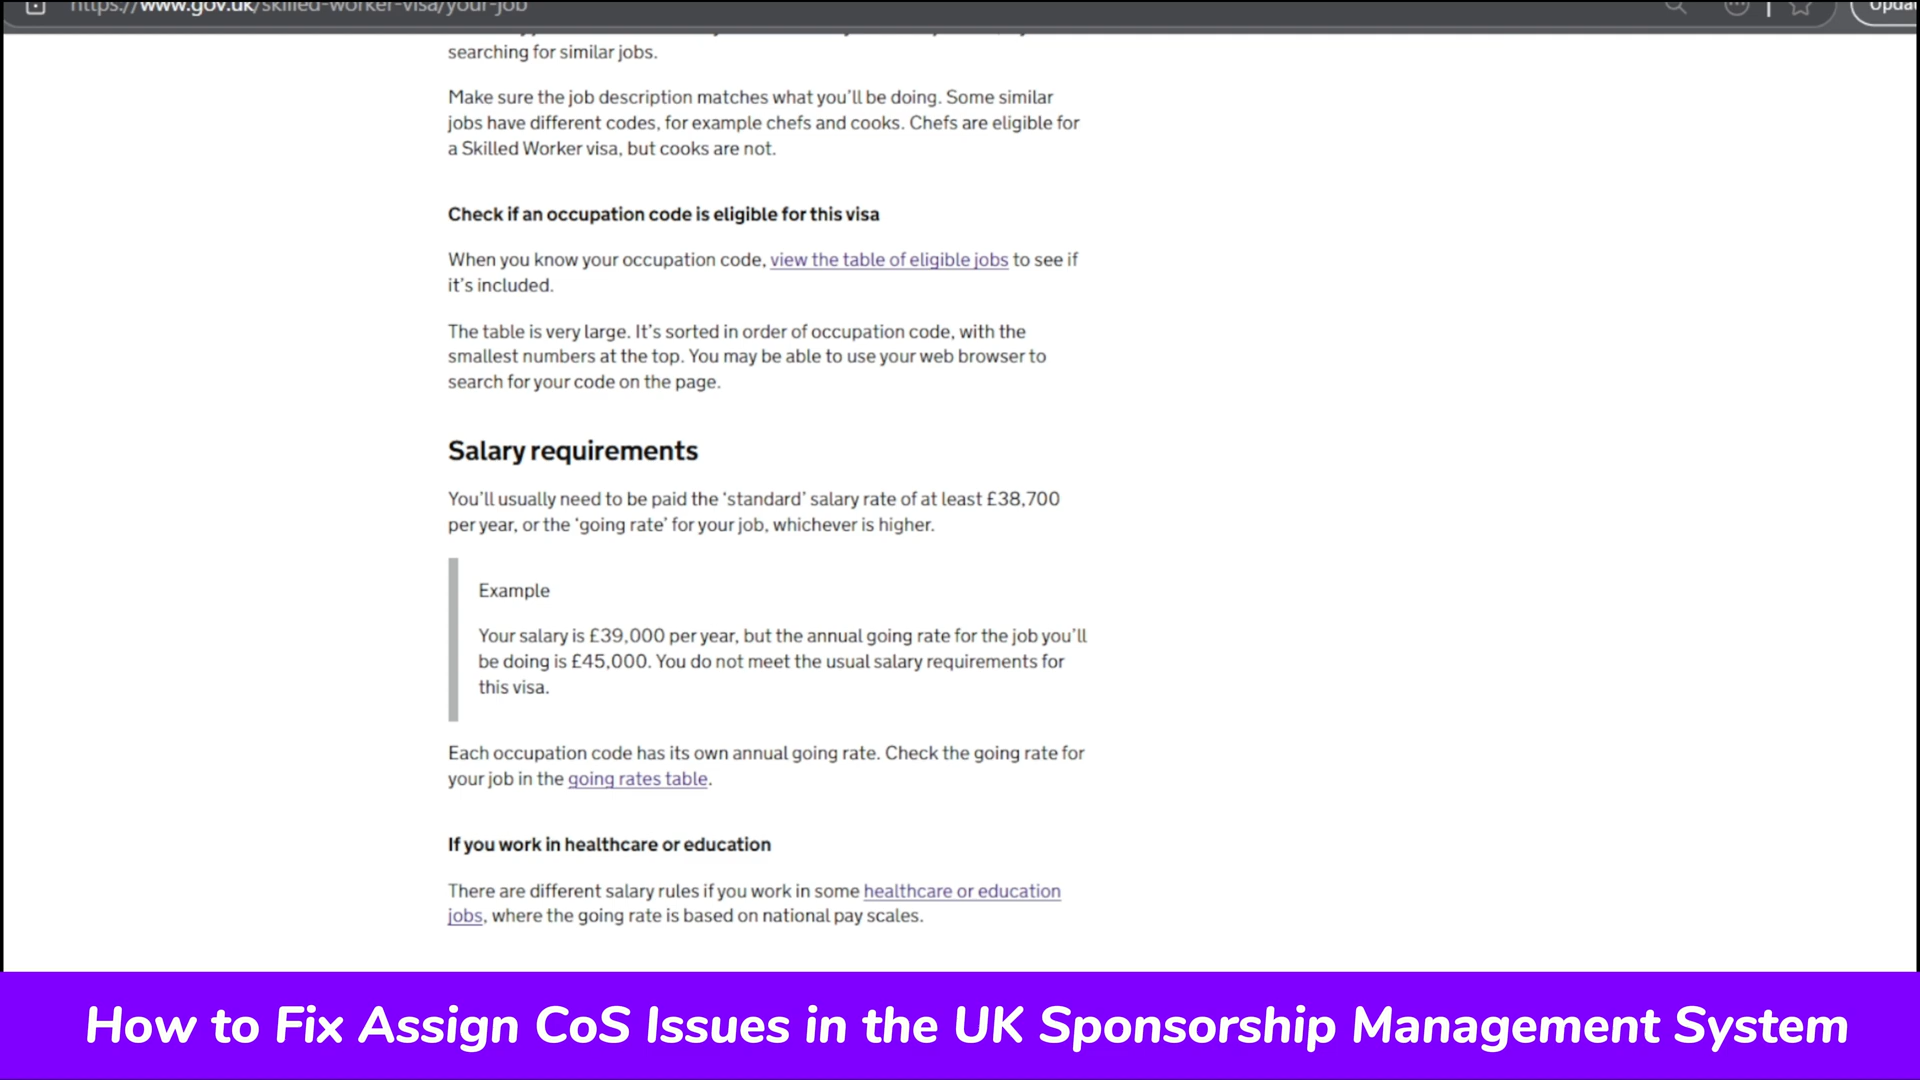 https://www.gov.uk/skilled-worker-visa/your-job
searching for similar jobs.
Make sure the job description matches what you'll be doing. Some similar
jobs have different codes, for example chefs and cooks. Chefs are eligible for
a Skilled Worker visa, but cooks are not.
Check if an occupation code is eligible for this visa
When you know your occupation code, view the table of eligible jobs to see if
it's included.
The table is very large. It's sorted in order of occupation code, with the
smallest numbers at the top. You may be able to use your web browser to
search for your code on the page.
Salary requirements
You'll usually need to be paid the 'standard' salary rate of at least £38,700
per year, or the 'going rate' for your job, whichever is higher.
Example
Your salary is £39,000 per year, but the annual going rate for the job you'll
be doing is £45,000. You do not meet the usual salary requirements for
this visa.
Each occupation code has its own annual going rate. Check the going rate for
your job in the going rates table.
If you work in healthcare or education
There are different salary rules if you work in some healthcare or education
jobs, where the going rate is based on national pay scales.
How to Fix Assign CoS Issues in the UK Sponsorship Management System